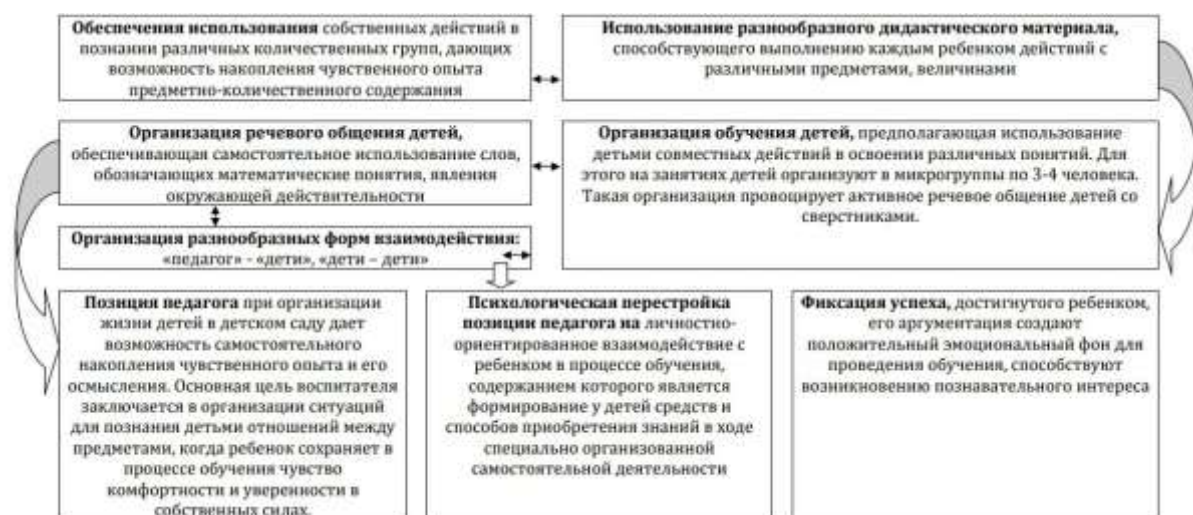 Обеспечения использования собственных действий в
познании различных количественных групп, дающих
возможность накопления чувственного опыта
предметно-количественного содержания
Использование разнообразного дидактического материала,
способствующего выполнению каждым ребенком действий с
различными предметами, величинами
Организация речевого общения детей,
обеспечивающая самостоятельное использование слов,
обозначающих математические понятия, явления
окружающей действительности
Организация обучения детей, предполагающая использование
детьми совместных действий в освоении различных понятий. Для
этого на занятиях детей организуют в микрогруппы по 3-4 человека.
Такая организация провоцирует активное речевое общение детей со
сверстниками.
Организация разнообразных форм взаимодействия:
«педагог» - «дети», «дети – дети»
Позиция педагога при организации
жизни детей в детском саду дает
возможность самостоятельного
накопления чувственного опыта и его
осмысления. Основная цель воспитателя
заключается в организации ситуаций
для познания детьми отношений между
предметами, когда ребенок сохраняет в
процессе обучения чувство
комфортности и уверенности в
собственных силах.
Психологическая перестройка
позиции педагога на личностно-
ориентированное взаимодействие с
ребенком в процессе обучения,
содержанием которого является
формирование у детей средств и
способов приобретения знаний в ходе
специально организованной
самостоятельной деятельности
Фиксация успеха, достигнутого ребенком,
его аргументация создают
положительный эмоциональный фон для
проведения обучения, способствуют
возникновению познавательного интереса